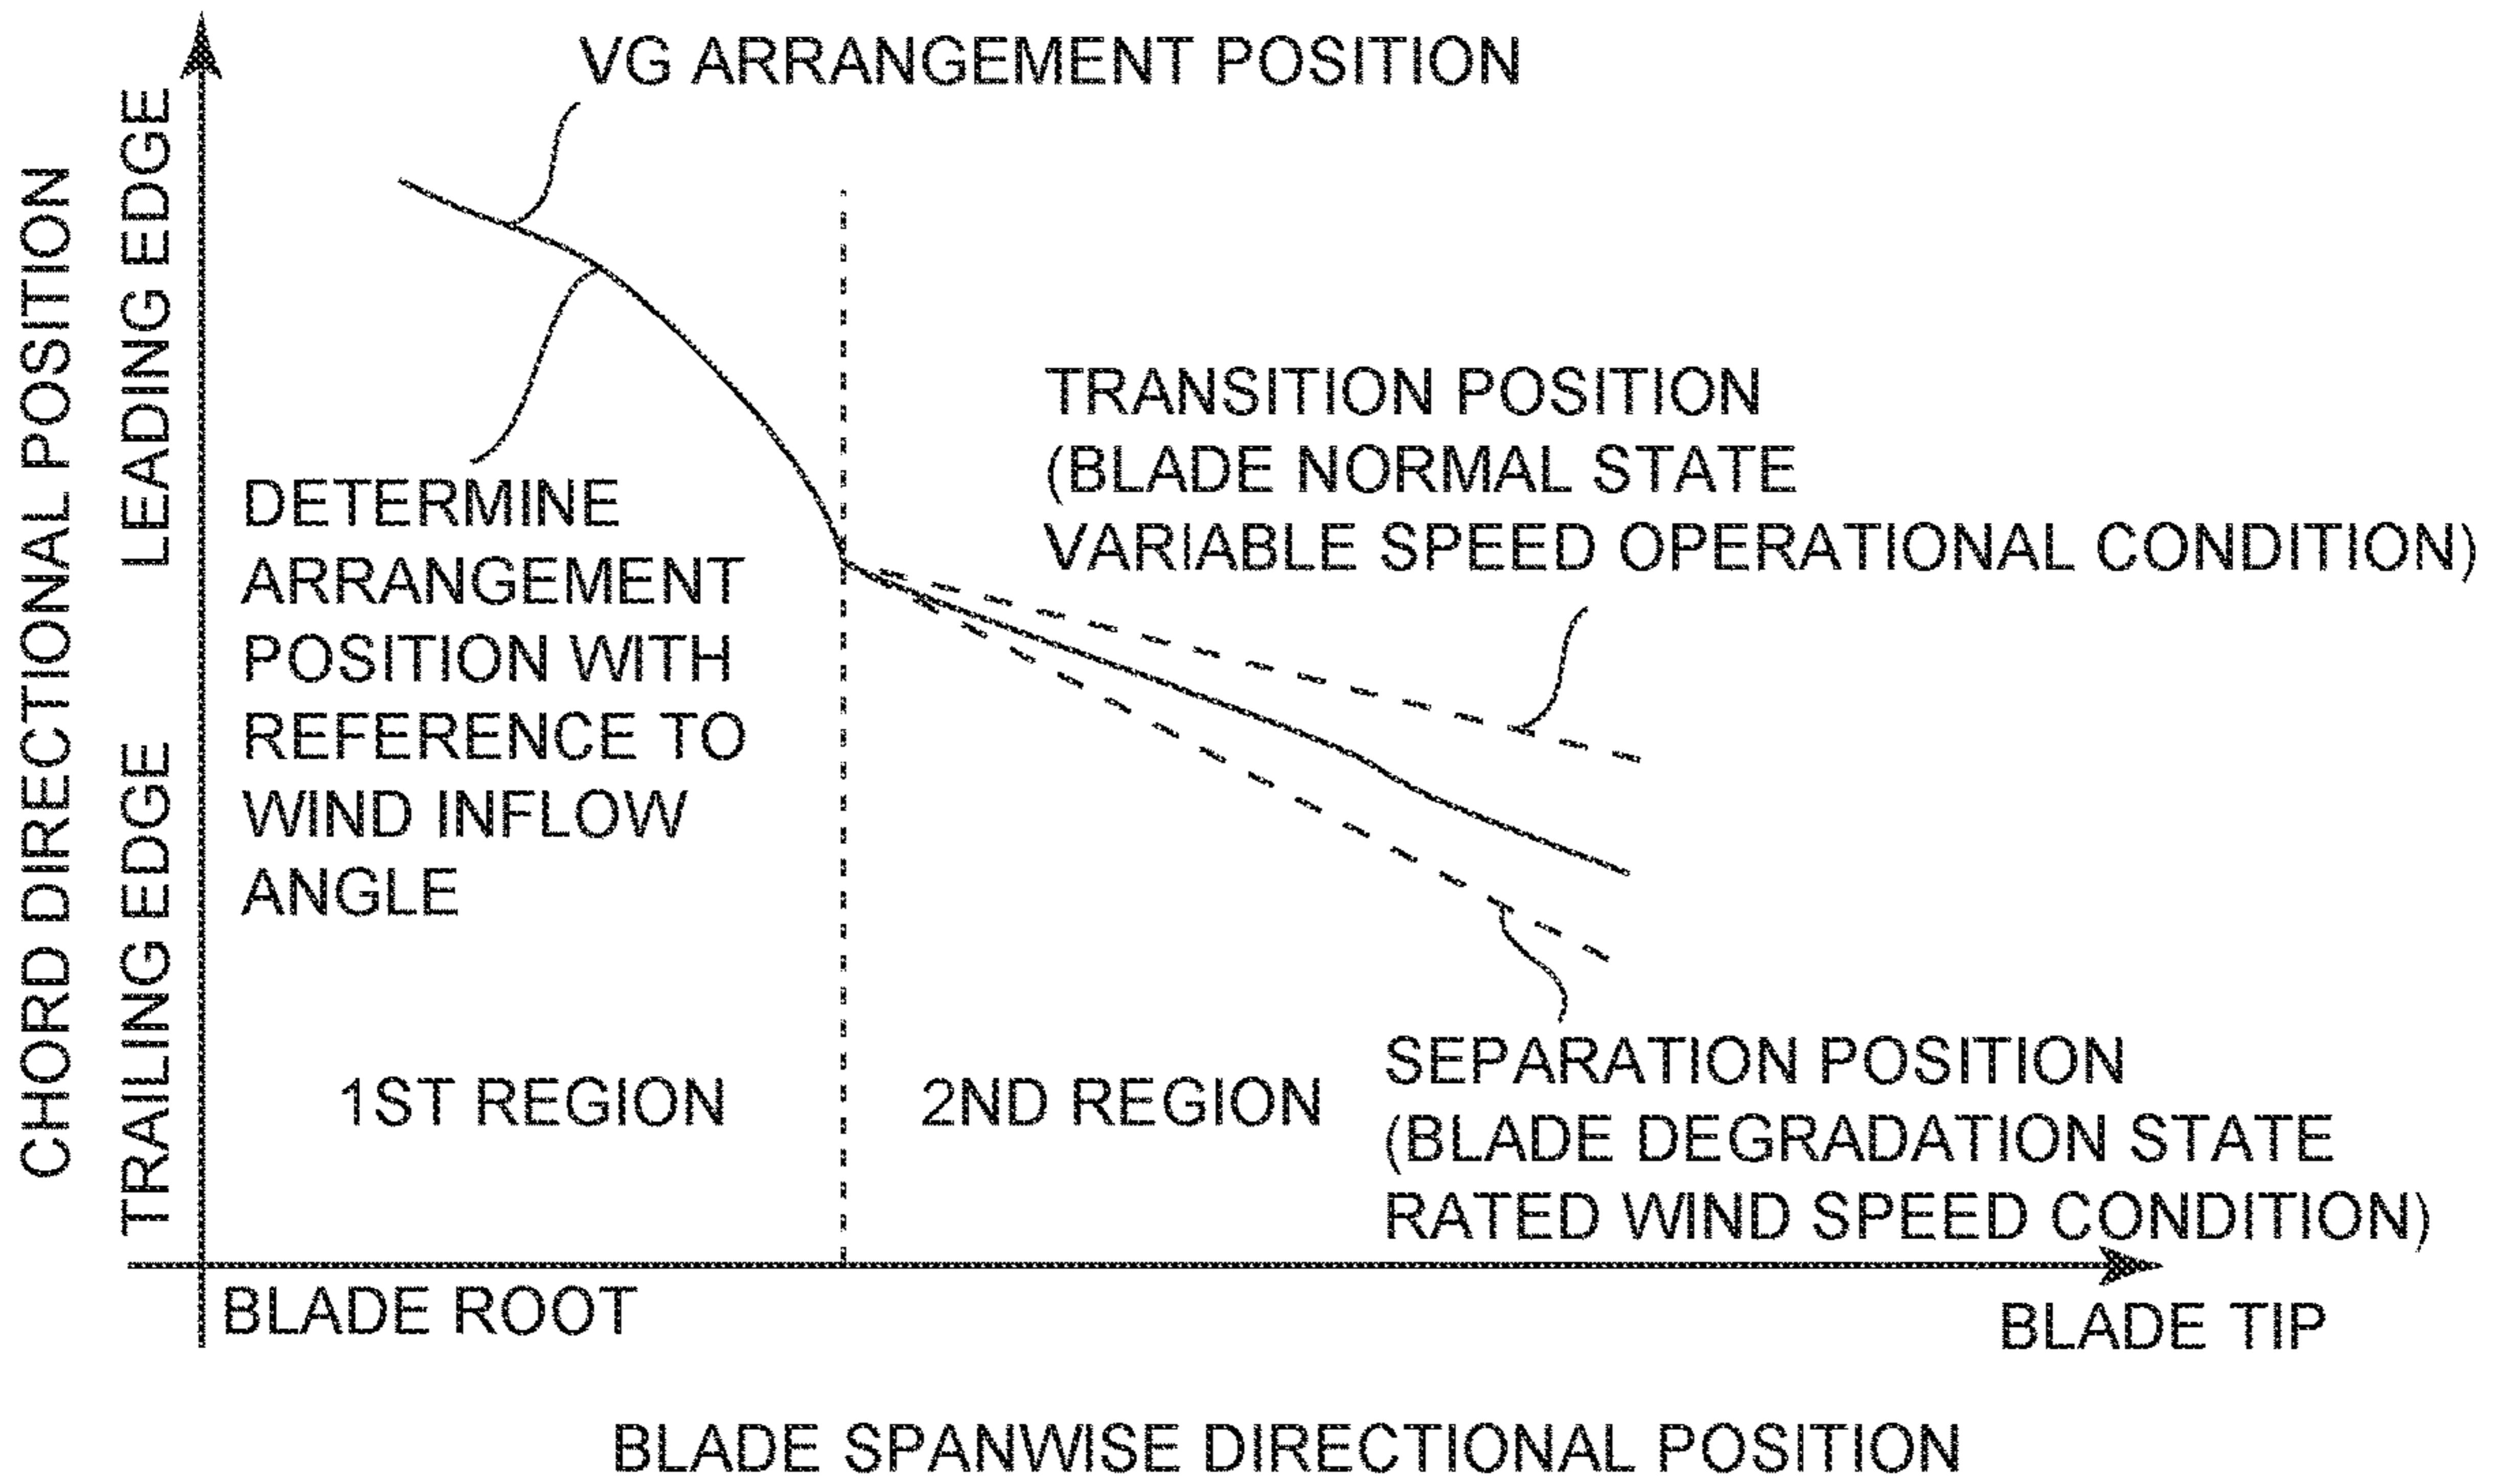 VG ARRANGEMENT POSITION
CHORD DIRECTIONAL POSITION
LEADING EDGE
TRAILING EDGE
TRANSITION POSITION
(BLADE NORMAL STATE
VARIABLE SPEED OPERATIONAL CONDITION)
DETERMINE
ARRANGEMENT
POSITION WITH
REFERENCE TO
WIND INFLOW
ANGLE
1ST REGION
2ND REGION
SEPARATION POSITION
(BLADE DEGRADATION STATE
RATED WIND SPEED CONDITION)
BLADE ROOT
BLADE TIP
BLADE SPANWISE DIRECTIONAL POSITION